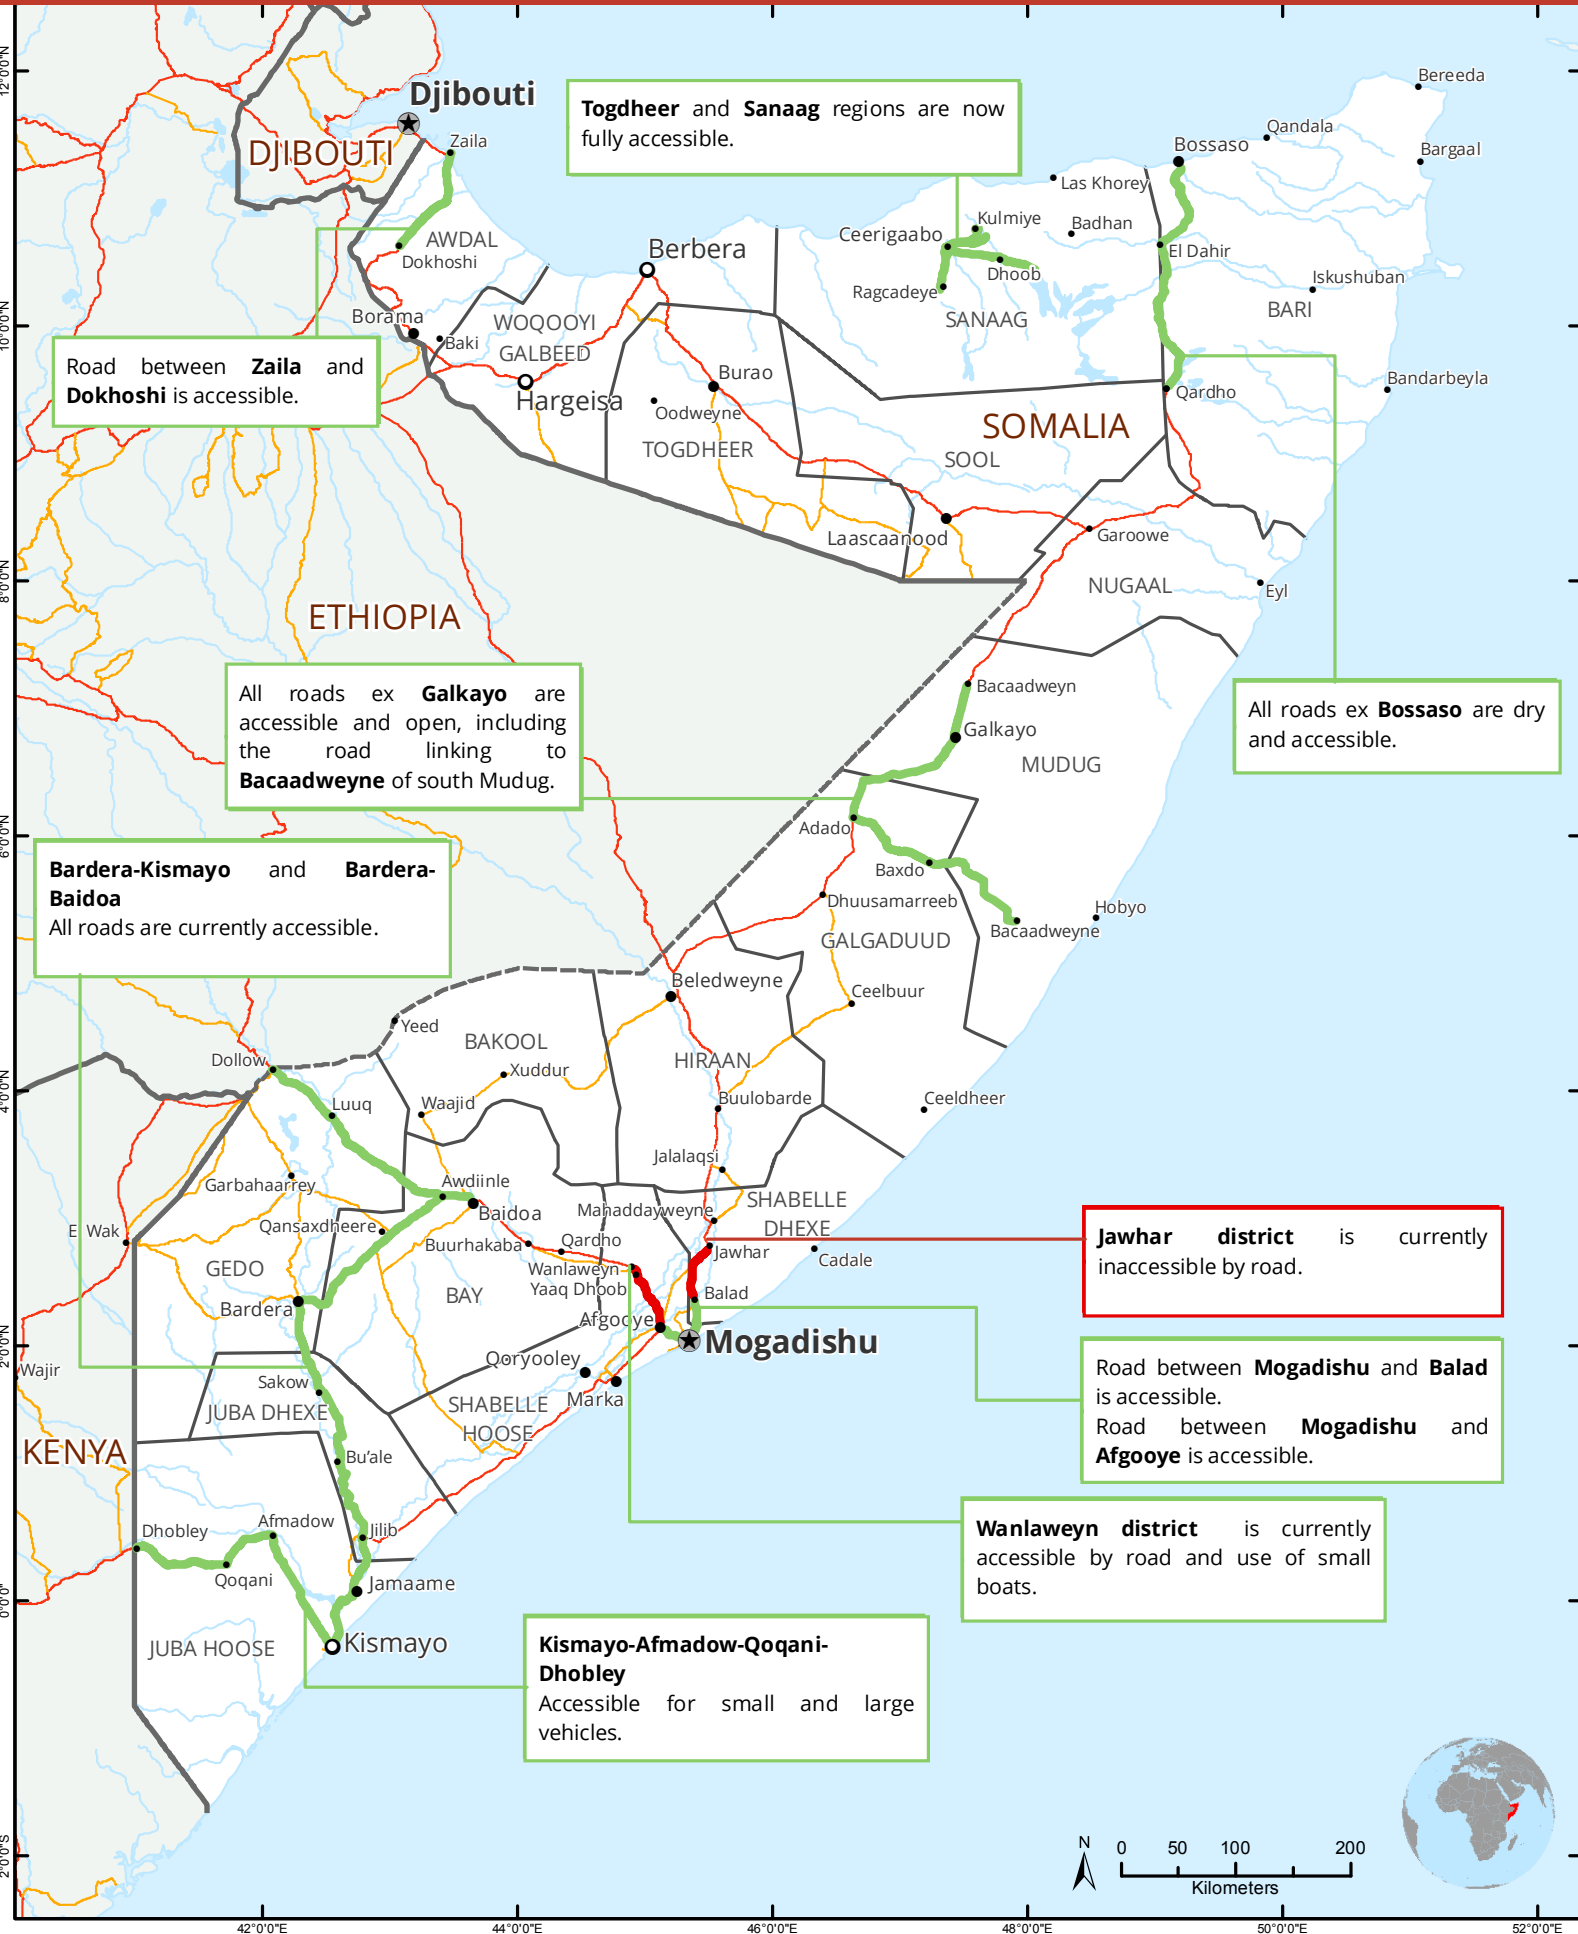 12°0'0"N
10°0'0"N
8°0'0"N
6°0'0"N
4°0'0"N
2°0'0"N
0°0'0"
2°0'0"S
Djibouti
DJIBOUTI
Zaila
Togdheer and Sanaag regions are now
fully accessible.
Bereeda
Qandala
Bossaso
Bargaal
Las Khorey
Kulmiye
Badhan
Ceerigaabo
El Dahir
Dhoob
Iskushuban
Ragcadeye
SANAAG
BARI
AWDAL
Dokhoshi
Berbera
Borama
WOQOOYI
GALBEED
Baki
Road between Zaila and
Dokhoshi is accessible.
Hargeisa
Burao
Oodweyne
TOGDHEER
Bandarbeyla
Qardho
SOMALIA
SOOL
Laascaanood
Garoowe
NUGAAL
Eyl
ETHIOPIA
All roads ex Galkayo are
accessible and open, including
the road linking to
Bacaadweyne of south Mudug.
Bacaadweyn
Galkayo
MUDUG
All roads ex Bossaso are dry
and accessible.
Adado
Baxdo
Dhuusamarreeb
Hobyo
Bacaadweyne
GALGADUUD
Bardera-Kismayo and Bardera-
Baidoa
All roads are currently accessible.
Beledweyne
Ceelbuur
Yeed
BAKOOL
HIRAAN
Dollow
Xuddur
Luuq
Waajid
Buulobarde
Ceeldheer
Jalalaqsi
Garbahaarrey
Awdiinle
Baidoa
SHABELLE
DHEXE
Mahaddayweyne
E Wak
Qansaxdheere
Buurhakaba
Qardho
Jawhar
Cadale
Wanlaweyn
Yaaq Dhoob
GEDO
Bardera
BAY
Balad
Afgooye
Mogadishu
Jawhar district is currently
inaccessible by road.
Road between Mogadishu and Balad
is accessible.
Road between Mogadishu and
Afgooye is accessible.
Wajir
Qoryooley
Marka
Sakow
JUBA DHEXE
SHABELLE
HOOSE
KENYA
Bu'ale
Wanlaweyn district is currently
accessible by road and use of small
boats.
Dhobley
Afmadow
Jilib
Qoqani
Jamaame
JUBA HOOSE
Kismayo
Kismayo-Afmadow-Qoqani-
Dhobley
Accessible for small and large
vehicles.
N
0 50 100 200
Kilometers
42°0'0"E 44°0'0"E 46°0'0"E 48°0'0"E 50°0'0"E 52°0'0"E